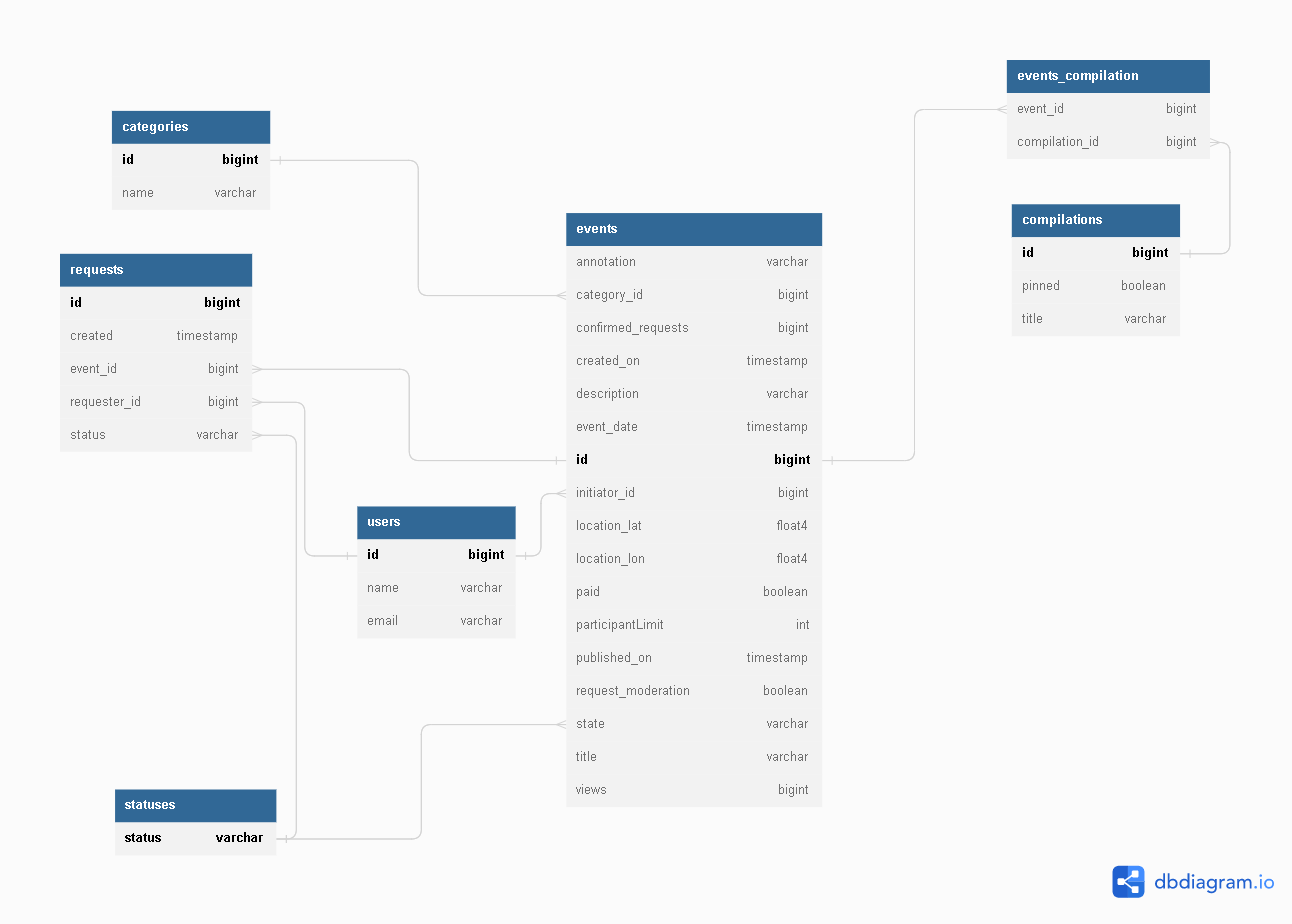 categories
id bigint
name varchar
requests
id bigint
created timestamp
event_id bigint
requester_id bigint
status varchar
users
id bigint
name varchar
email varchar
statuses
status varchar
events
annotation varchar
category_id bigint
confirmed_requests bigint
created_on timestamp
description varchar
event_date timestamp
id bigint
initiator_id bigint
location_lat float4
location_lon float4
paid boolean
participantLimit int
published_on timestamp
request_moderation boolean
state varchar
title varchar
views bigint
events_compilation
event_id bigint
compilation_id bigint
compilations
id bigint
pinned boolean
title varchar
dbdiagram.io